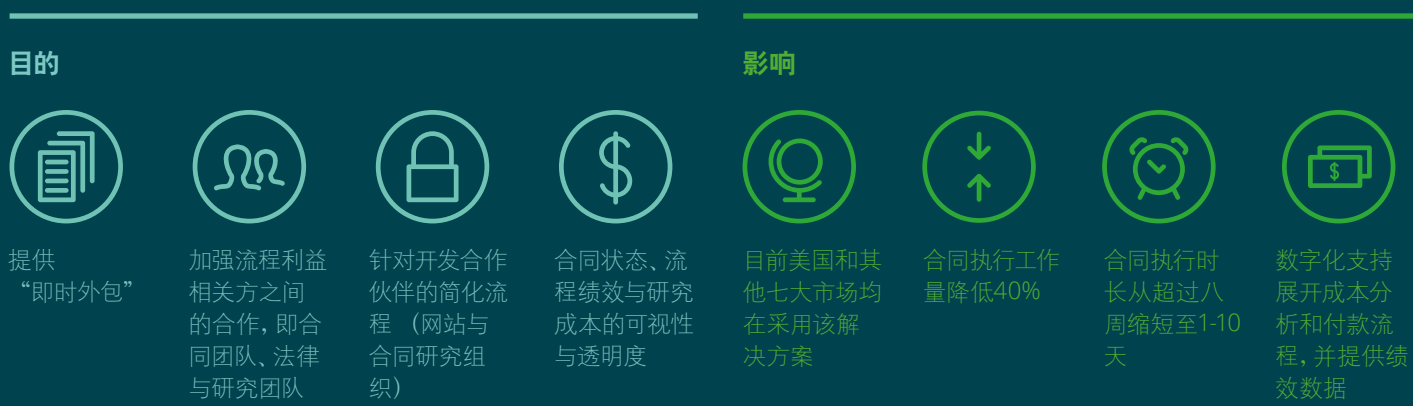 目的
提供
“即时外包”
加强流程利益
相关方之间
的合作，即合
同团队、法律
与研究团队
针对开发合作
伙伴的简化流
程 （网站与
合同研究组
织）
合同状态、流
程绩效与研究
成本的可视性
与透明度
影响
目前美国和其
他七大市场均
在采用该解
决方案
合同执行工作
量降低40%
合同执行时
长从超过八
周缩短至1-10
天
数字化支持
展开成本分
析和付款流
程，并提供绩
效数据